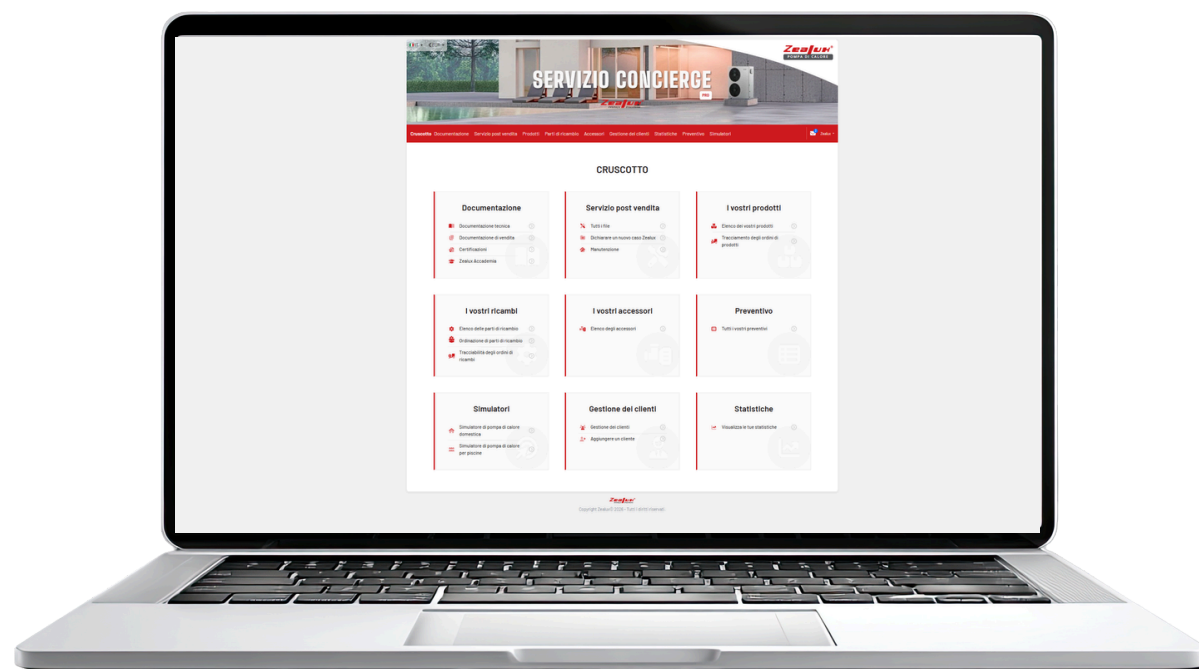 Zealux
POMPA DI CALORE
SERVIZIO CONCIERGE
PRO
Zealux
Cruscotto Documentazione Servizio post vendita Prodotti Parti di ricambio Accessori Gestione dei clienti Statistiche Preventivo Simulatori
CRUSCOTTO
Documentazione
Documentazione tecnica
Documentazione di vendita
Certificazioni
Zealux Accademia
Servizio post vendita
Tutti i file
Dichiarare un nuovo caso Zealux
Manutenzione
I vostri prodotti
Elenco dei vostri prodotti
Tracciamento degli ordini di
prodotti
I vostri ricambi
Elenco delle parti di ricambio
Ordinazione di parti di ricambio
Tracciabilità degli ordini di
ricambi
I vostri accessori
Elenco degli accessori
Preventivo
Tutti i vostri preventivi
Simulatori
Simulatore di pompa di calore
domestica
Simulatore di pompa di calore
per piscine
Gestione dei clienti
Gestione dei clienti
Aggiungere un cliente
Statistiche
Visualizza le tue statistiche
Zealux